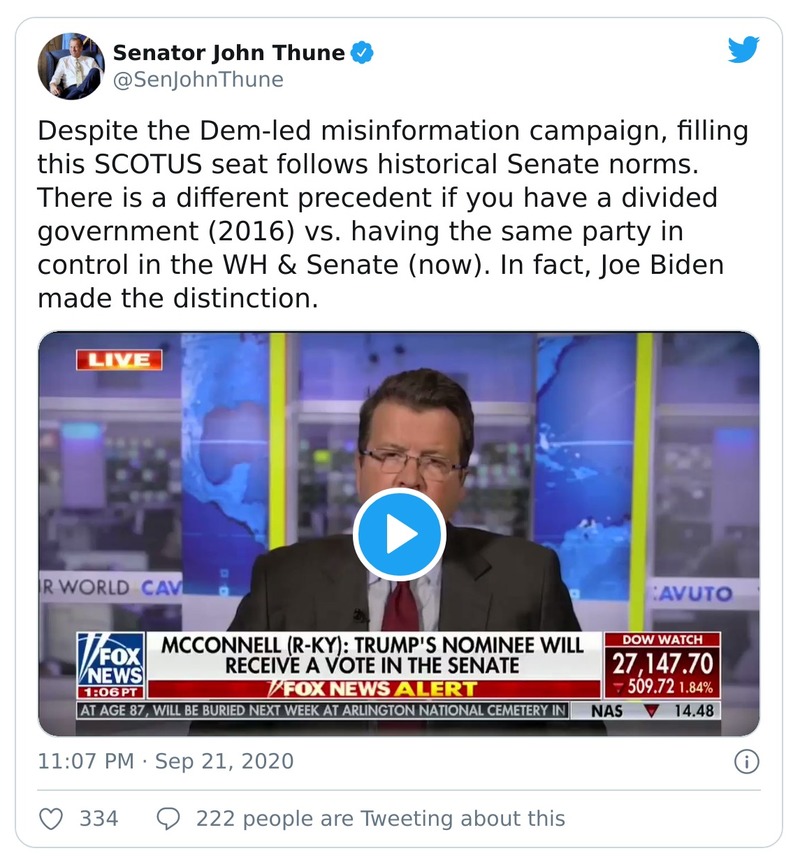 Senator John Thune
@SenJohnThune
Despite the Dem-led misinformation campaign, filling
this SCOTUS seat follows historical Senate norms.
There is a different precedent if you have a divided
government (2016) vs. having the same party in
control in the WH & Senate (now). In fact, Joe Biden
made the distinction.
LIVE
R WORLD CAV
AVUTO
FOX
NEWS
1:06 PT
MCCONNELL (R-KY): TRUMP'S NOMINEE WILL
RECEIVE A VOTE IN THE SENATE
FOX NEWS ALERT
DOW WATCH
27,147.70
509.72 1.84%
AT AGE 87, WILL BE BURIED NEXT WEEK AT ARLINGTON NATIONAL CEMETERY IN
NAS 14.48
11:07 PM · Sep 21, 2020
334
222 people are Tweeting about this